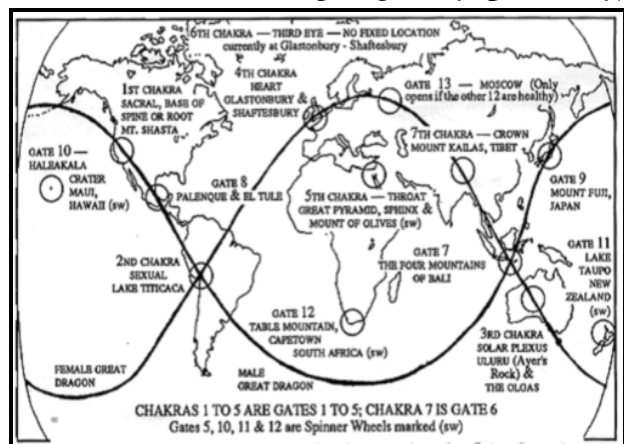 6TH CHAKRA — THIRD EYE — NO FIXED LOCATION
currently at Glastonbury - Shaftesbury
1ST CHAKRA
SACRAL, BASE OF
SPINE OR ROOT
MT. SHASTA
4TH CHAKRA
HEART
GLASTONBURY &
SHAFTESBURY
GATE 13 — MOSCOW (Only
opens if the other 12 are healthy)
7TH CHAKRA — CROWN
MOUNT KAILAS, TIBET
GATE 10 —
HALEAKALA
CRATER
MAUI,
HAWAII (sw)
GATE 8
PALENQUE & EL TULE
5TH CHAKRA — THROAT
GREAT PYRAMID, SPHINX &
MOUNT OF OLIVES (sw)
GATE 9
MOUNT FUJI,
JAPAN
2ND CHAKRA
SEXUAL
LAKE TITICACA
GATE 7
THE FOUR MOUNTAINS
OF BALI
GATE 11
LAKE
TAUPO
NEW
ZEALAND
(sw)
GATE 12
TABLE MOUNTAIN,
CAPETOWN
SOUTH AFRICA (sw)
3RD CHAKRA
SOLAR PLEXUS
ULURU (Ayer's
Rock) &
THE OLGAS
FEMALE GREAT
DRAGON
MALE
GREAT DRAGON
CHAKRAS 1 TO 5 ARE GATES 1 TO 5; CHAKRA 7 IS GATE 6
Gates 5, 10, 11 & 12 are Spinner Wheels marked (sw)